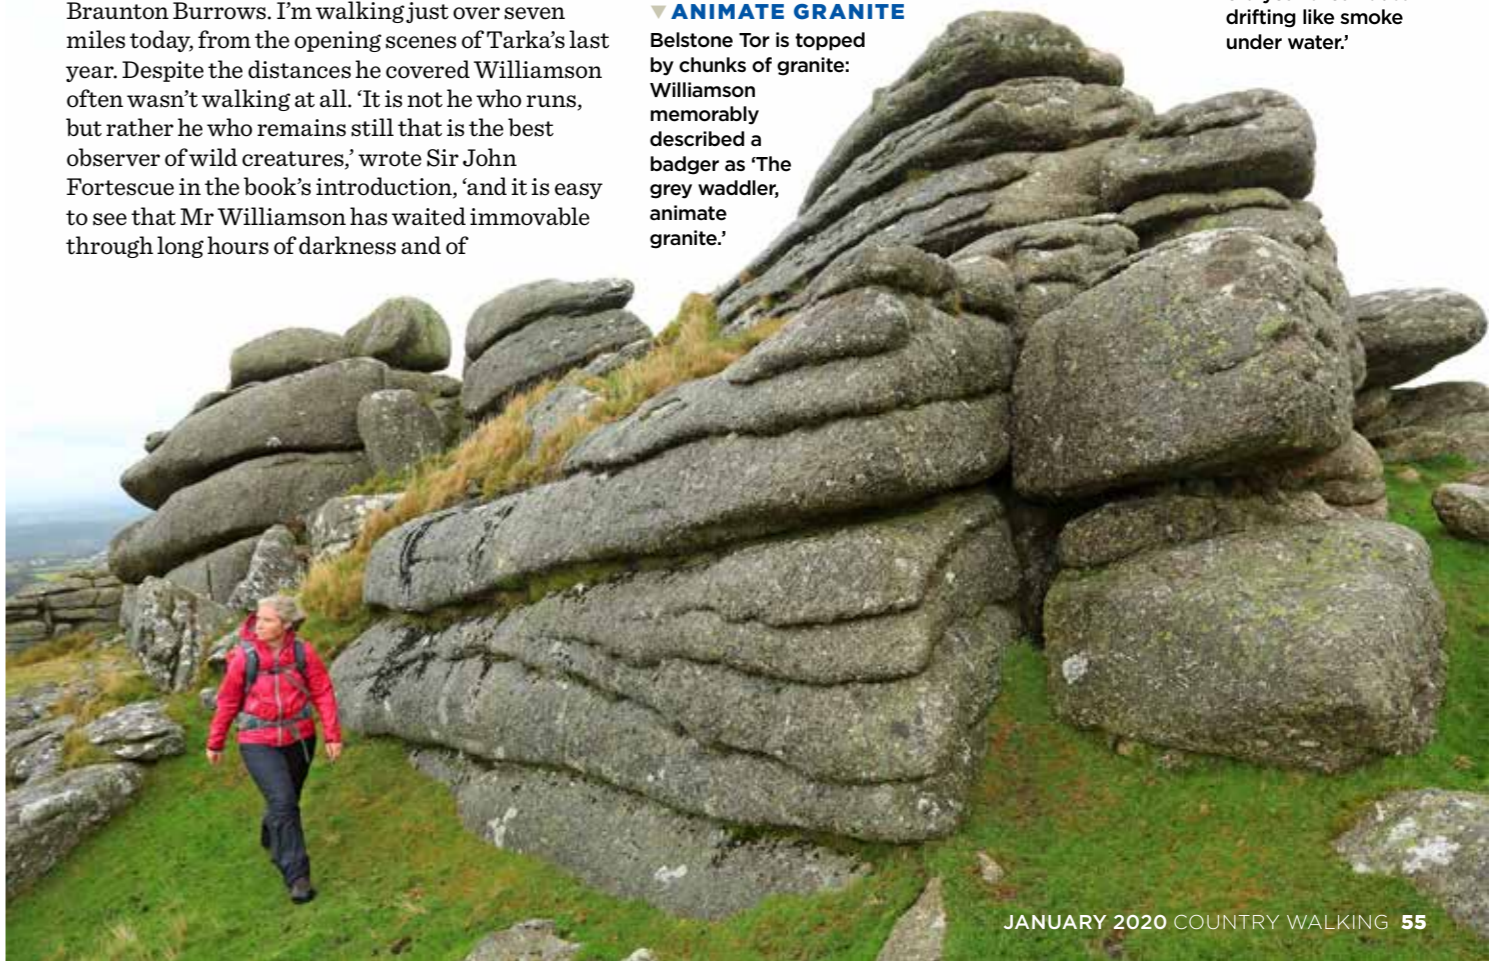 Braunton Burrows. I’m walking just over seven
miles today, from the opening scenes of Tarka’s last
year. Despite the distances he covered Williamson
often wasn’t walking at all. ‘It is not he who runs,
but rather he who remains still that is the best
observer of wild creatures,’ wrote Sir John
Fortescue in the book’s introduction, ‘and it is easy
to see that Mr Williamson has waited immovable
through long hours of darkness and of
ANIMATE GRANITE
Belstone Tor is topped
by chunks of granite:
Williamson
memorably
described a
badger as ‘The
grey waddler,
animate
granite.’
drifting like smoke
under water.’
JANUARY 2020 COUNTRY WALKING 55